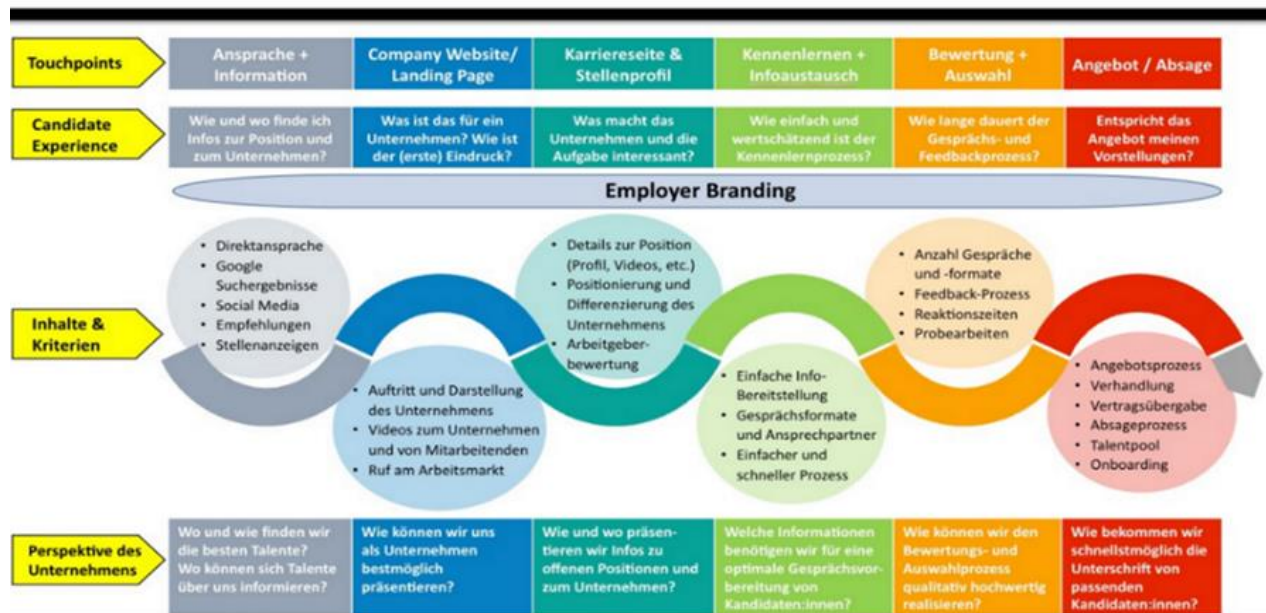 Touchpoints
Ansprache +
Information
Company Website/
Landing Page
Karriereseite &
Stellenprofil
Kennenlernen +
Infoaustausch
Bewertung +
Auswahl
Angebot / Absage
Candidate
Experience
Wie und wo finde ich
Infos zur Position und
zum Unternehmen?
Was ist das für ein
Unternehmen? Wie ist
der (erste) Eindruck?
Was macht das
Unternehmen und die
Aufgabe interessant?
Wie einfach und
wertschätzend ist der
Kennenlernprozess?
Wie lange dauert der
Gesprächs- und
Feedbackprozess?
Entspricht das
Angebot meinen
Vorstellungen?
Employer Branding
Inhalte &
Kriterien
• Direktansprache
• Google
Suchergebnisse
• Social Media
• Empfehlungen
• Stellenanzeigen
• Auftritt und Darstellung
des Unternehmens
• Videos zum Unternehmen
und von Mitarbeitenden
• Ruf am Arbeitsmarkt
• Details zur Position
(Profil, Videos, etc.)
• Positionierung und
Differenzierung des
Unternehmens
• Arbeitgeber-
bewertung
• Einfache Info-
Bereitstellung
• Gesprächsformate
und Ansprechpartner
• Einfacher und
schneller Prozess
• Anzahl Gespräche
und -formate
• Feedback-Prozess
• Reaktionszeiten
• Probearbeiten
• Angebotsprozess
• Verhandlung
• Vertragsübergabe
• Absageprozess
• Talentpool
• Onboarding
Perspektive des
Unternehmens
Wo und wie finden wir
die besten Talente?
Wo können sich Talente
über uns informieren?
Wie können wir uns
als Unternehmen
bestmöglich
präsentieren?
Wie und wo präsen-
tieren wir Infos zu
offenen Positionen und
zum Unternehmen?
Welche Informationen
benötigen wir für eine
optimale Gesprächsvor-
bereitung von
Kandidaten:innen?
Wie können wir den
Bewertungs- und
Auswahlprozess
qualitativ hochwertig
realisieren?
Wie bekommen wir
schnellstmöglich die
Unterschrift von
passenden
Kandidaten:innen?